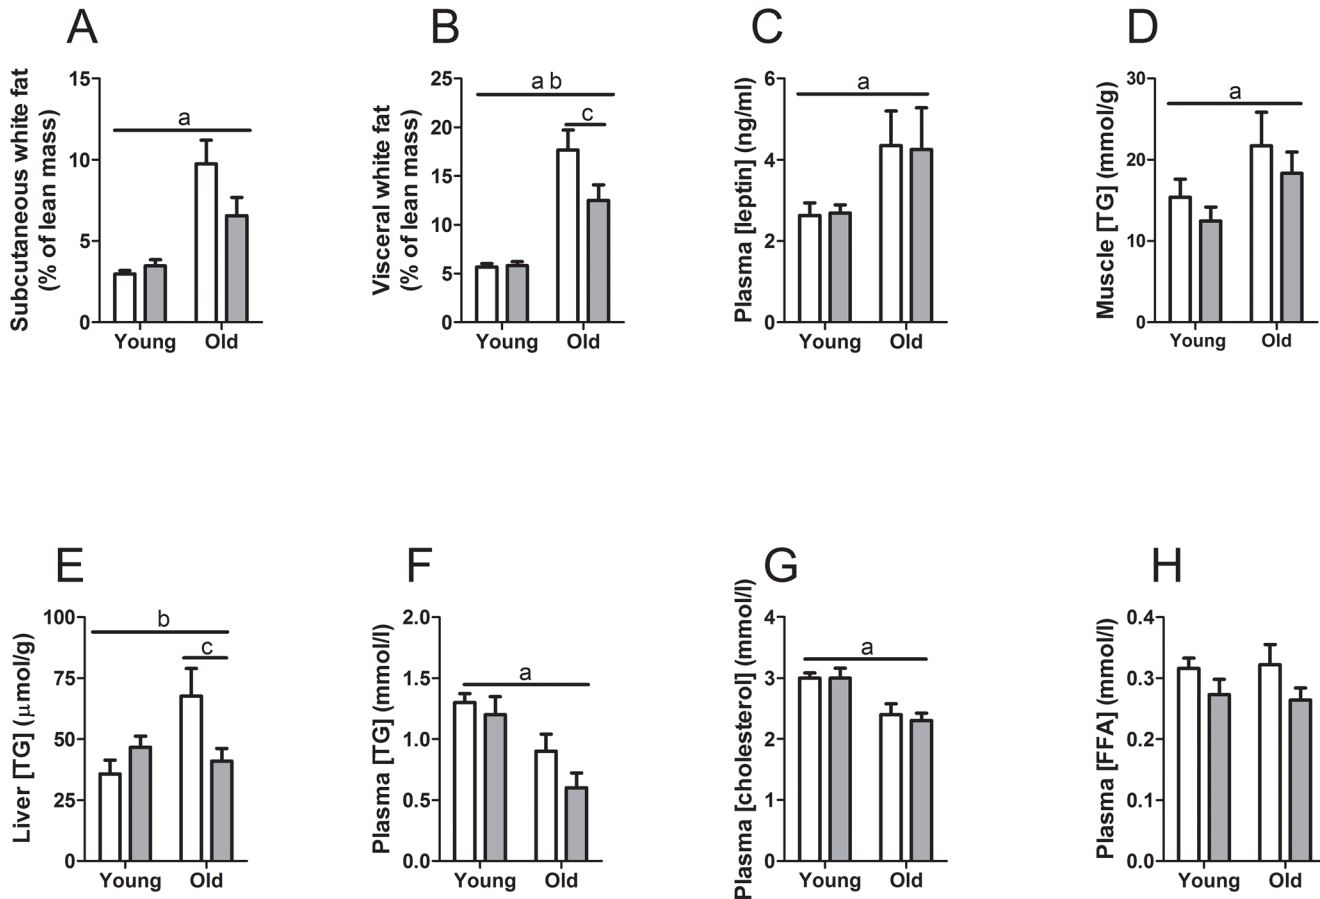 A
Subcutaneous white fat
(% of lean mass)
15
10
5
0
a
Young
Old
B
Visceral white fat
(% of lean mass)
25
20
15
10
5
0
a b
c
Young
Old
C
Plasma [leptin] (ng/ml)
6
4
2
0
a
Young
Old
D
Muscle [TG] (mmol/g)
30
20
10
0
a
Young
Old
E
Liver [TG] (μmol/g)
100
75
50
25
0
b
c
Young
Old
F
Plasma [TG] (mmol/l)
2.0
1.5
1.0
0.5
0.0
a
Young
Old
G
Plasma [cholesterol] (mmol/l)
4
3
2
1
0
a
Young
Old
H
Plasma [FFA] (mmol/l)
0.4
0.3
0.2
0.1
0.0
Young
Old